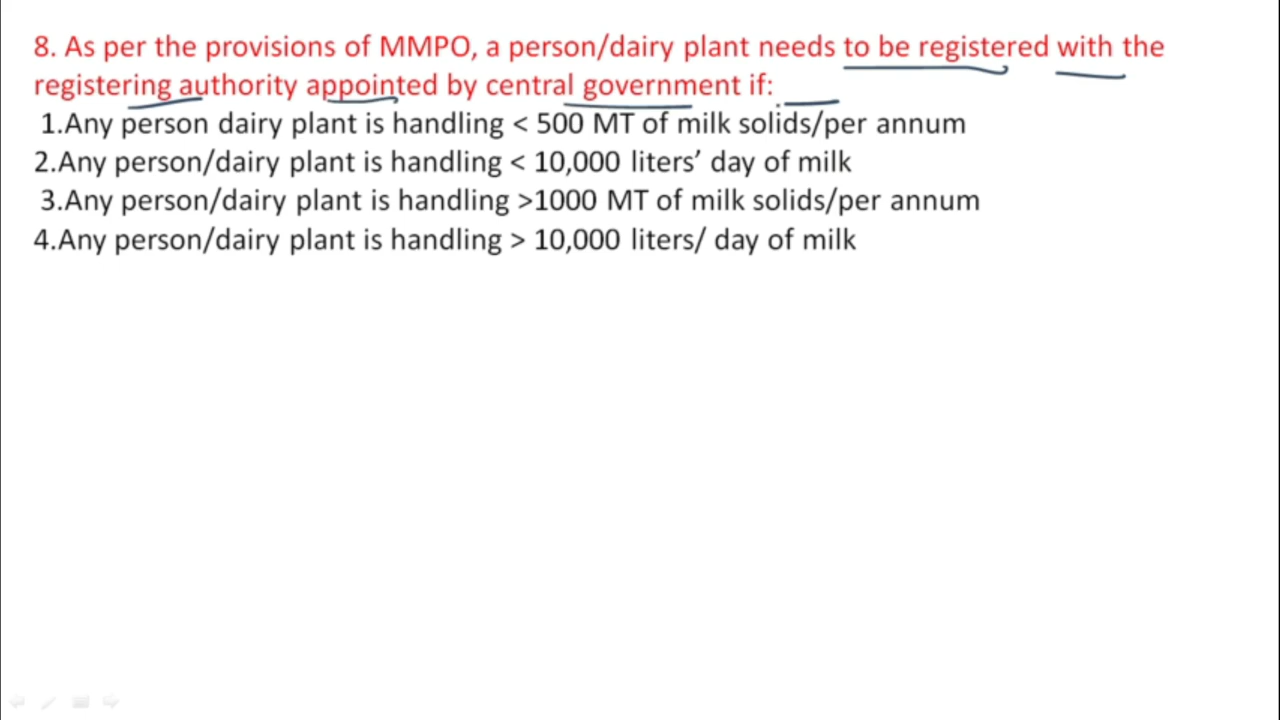 8. As per the provisions of MMPO, a person/dairy plant needs to be registered with the
registering authority appointed by central government if:
1.Any person dairy plant is handling < 500 MT of milk solids/per annum
2.Any person/dairy plant is handling < 10,000 liters’ day of milk
3.Any person/dairy plant is handling >1000 MT of milk solids/per annum
4.Any person/dairy plant is handling > 10,000 liters/ day of milk